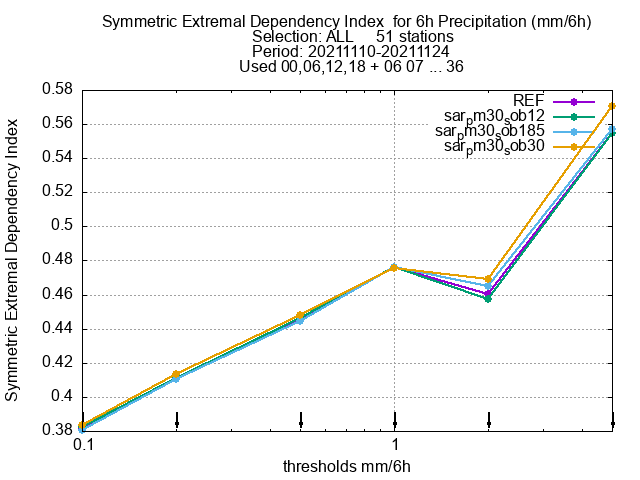 Symmetric Extremal Dependency Index  for 6h Precipitation (mm/6h)
Selection: ALL     51 stations
Period: 20211110-20211124
Used 00,06,12,18 + 06 07 ... 36
REF
sar_pm30_sob12
sar_pm30_sob185
sar_pm30_sob30
Symmetric Extremal Dependency Index
0.58
0.56
0.54
0.52
0.5
0.48
0.46
0.44
0.42
0.4
0.38
0.1
1
thresholds mm/6h